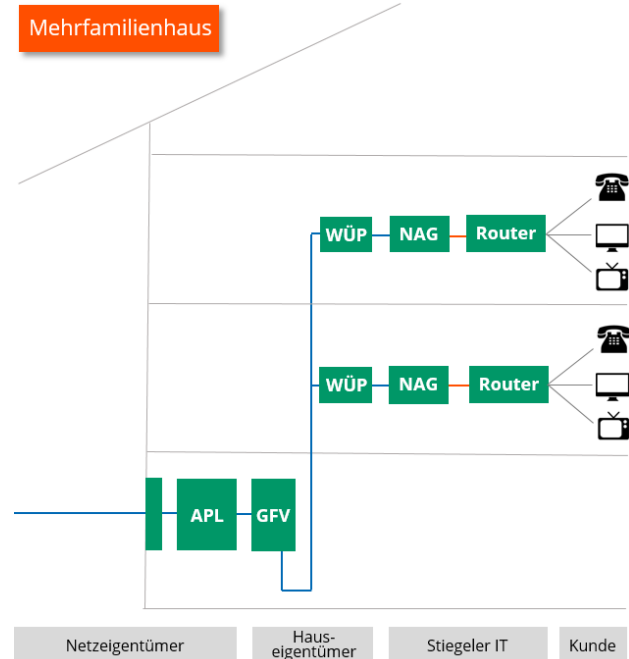 Mehrfamilienhaus
WÜP NAG Router
WÜP NAG Router
APL GFV
Netzeigentümer
Haus-
eigentümer
Stiegeler IT
Kunde